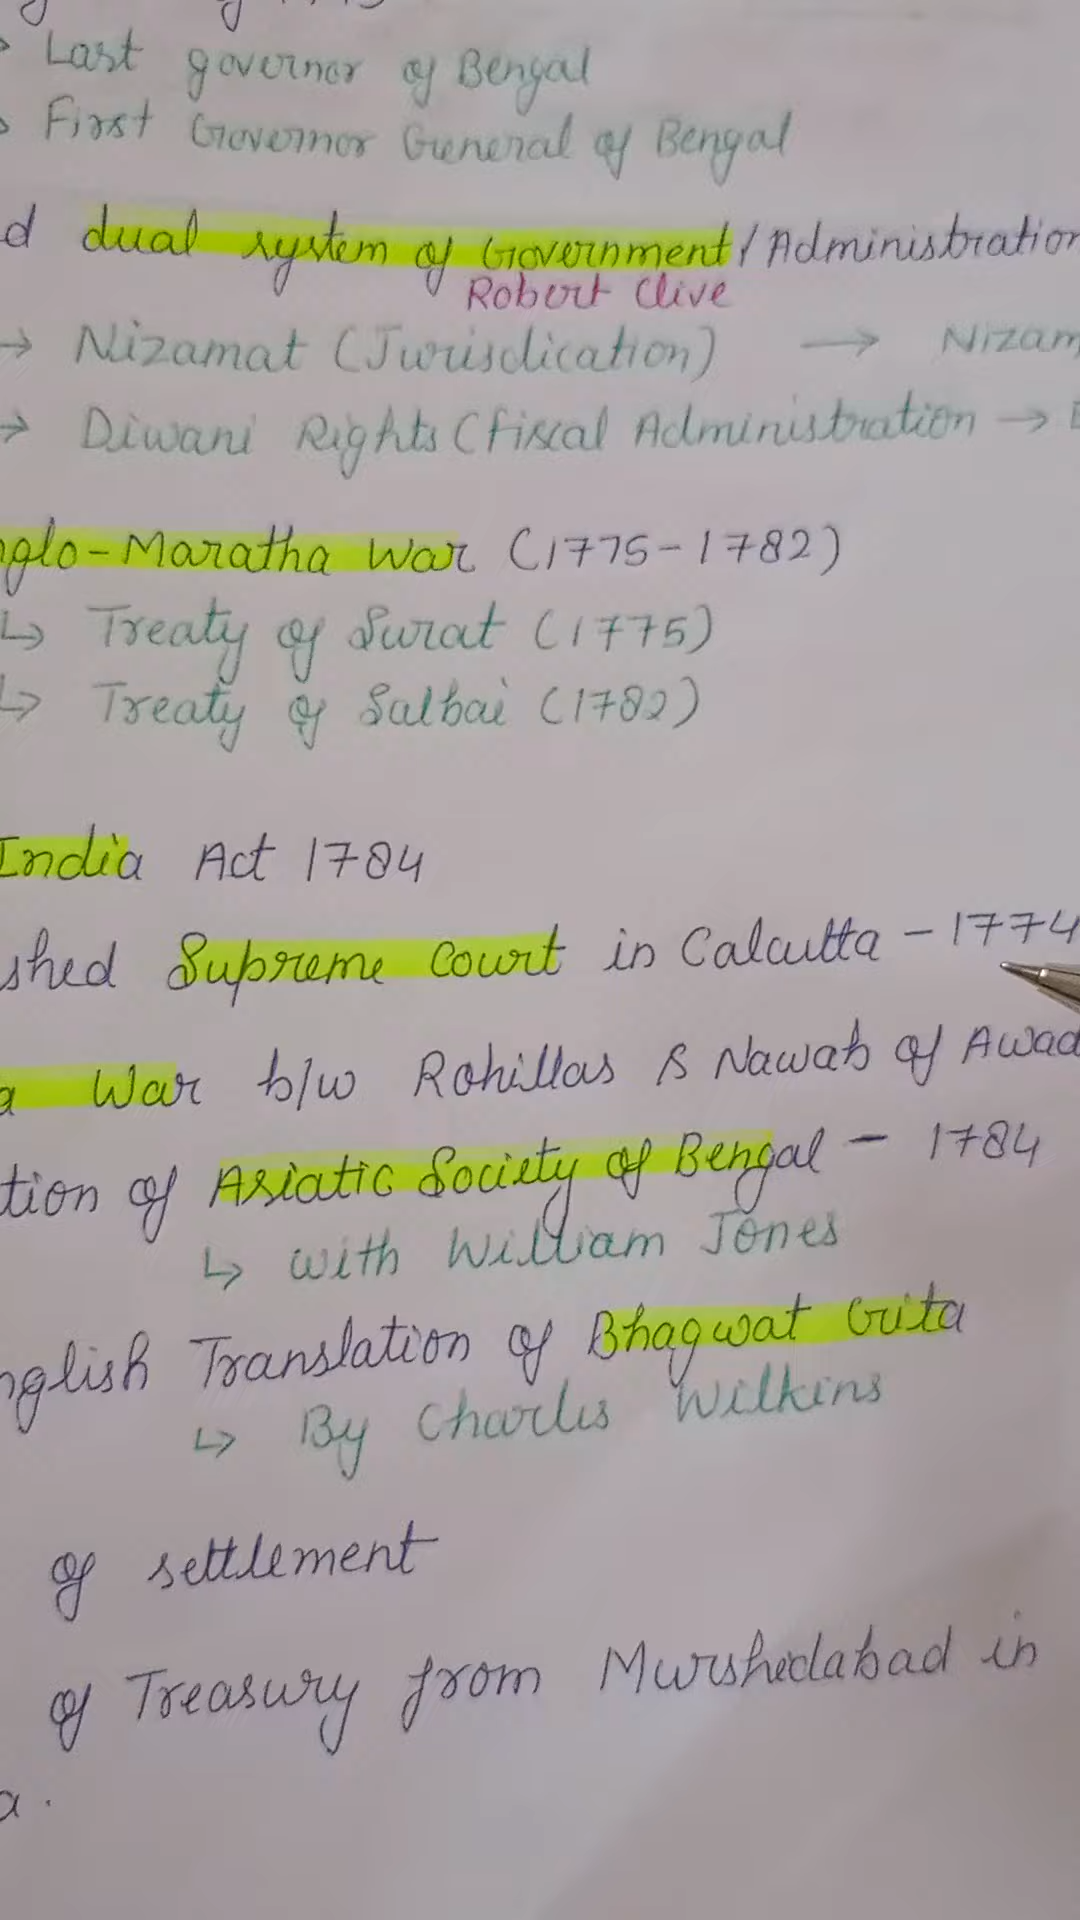 Last governor of Bengal
First Governor General of Bengal
d dual system of Government / Administration
Robert Clive
→ Nizamat (Jurisdication) → Nizam
→ Diwani Rights (fiscal Administration →
nglo-Maratha War (1775-1782)
↳ Treaty of Surat (1775)
↳ Treaty of Salbai (1782)
India Act 1784
shed Supreme Court in Calcutta - 1774
a War b/w Rohillas & Nawab of Awad
tion of Asiatic Society of Bengal - 1784
↳ with William Jones
nglish Translation of Bhagwat Gita
↳ By Charles Wilkins
of settlement
of Treasury from Murshedabad in
a.